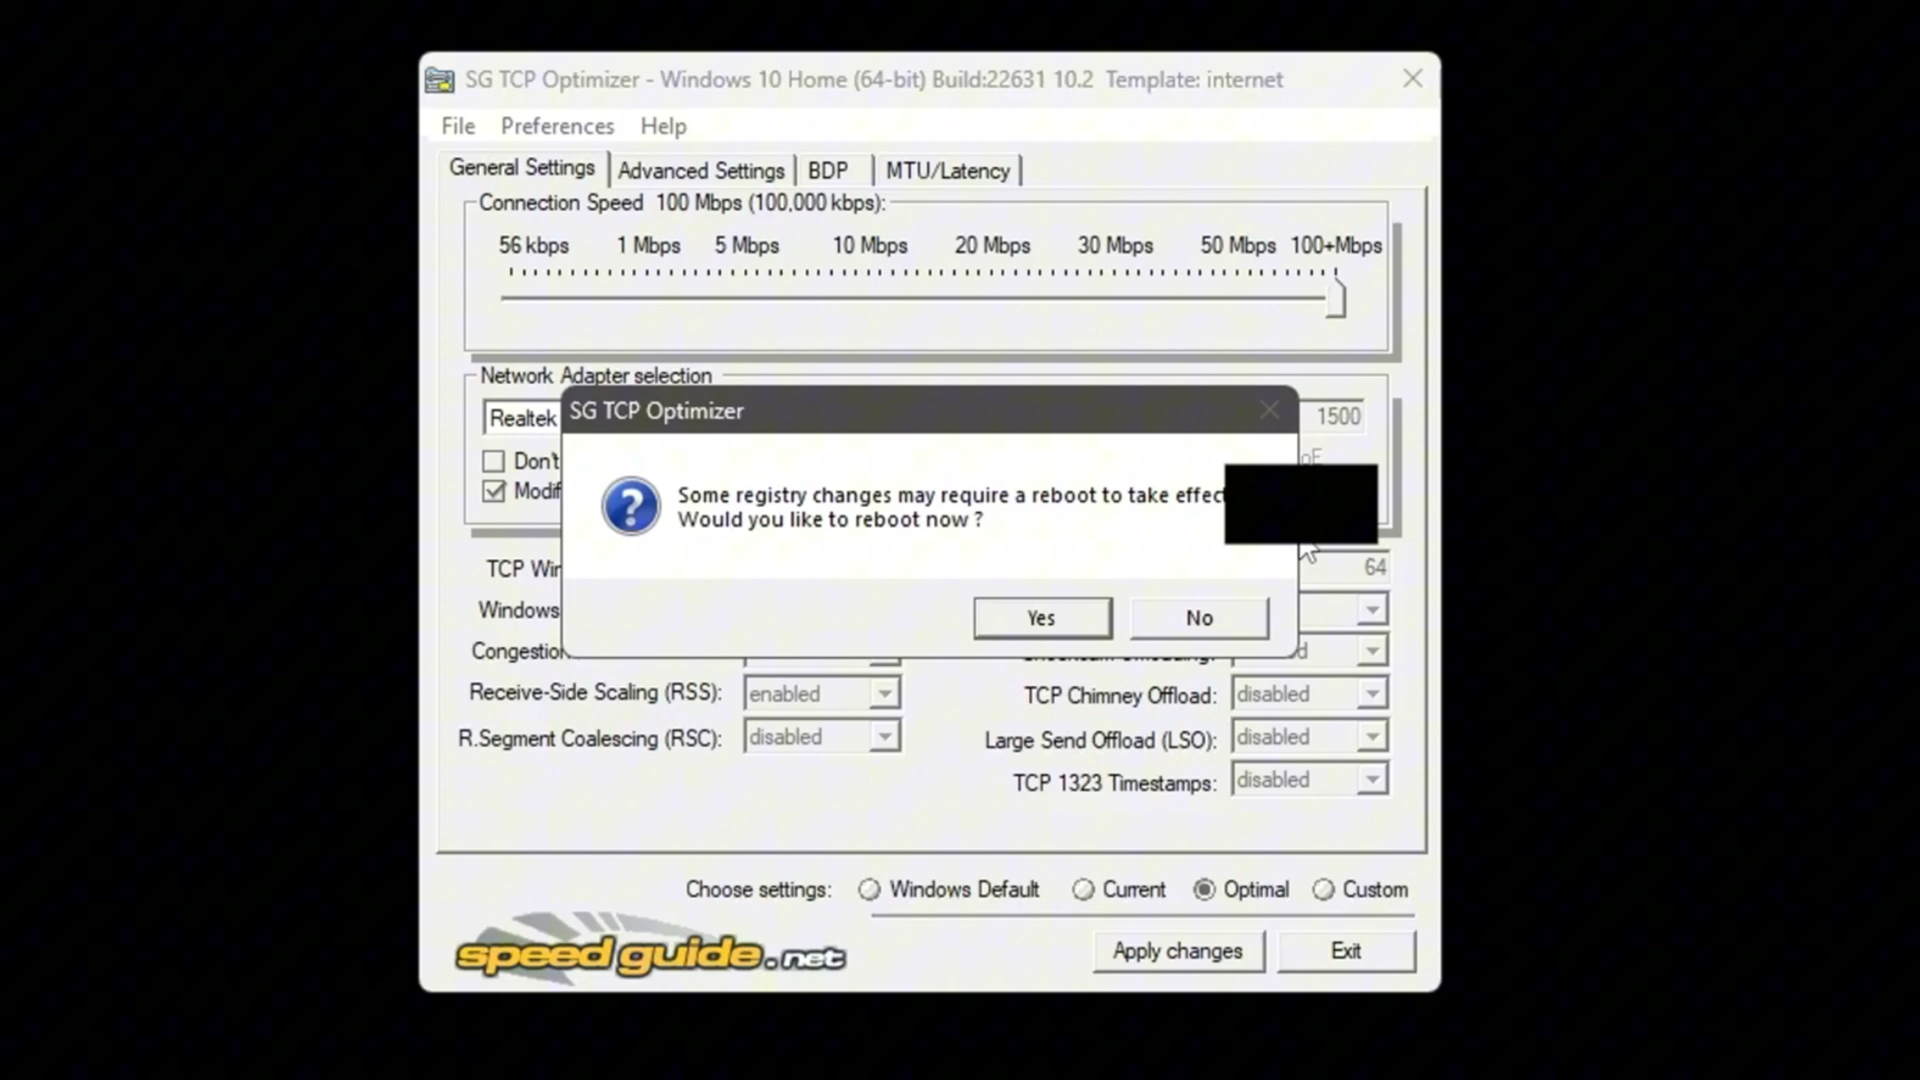 SG TCP Optimizer - Windows 10 Home (64-bit) Build:22631 10.2 Template: internet
File Preferences Help
General Settings Advanced Settings BDP MTU/Latency
Connection Speed 100 Mbps (100,000 kbps):
56 kbps 1 Mbps 5 Mbps 10 Mbps 20 Mbps 30 Mbps 50 Mbps 100+Mbps
Network Adapter selection
SG TCP Optimizer
Realtek 1500
Don't
Some registry changes may require a reboot to take effect
Would you like to reboot now ?
TCP 64
Windows
Yes No
Receive-Side Scaling (RSS): enabled TCP Chimney Offload: disabled
R.Segment Coalescing (RSC): disabled Large Send Offload (LSO): disabled
TCP 1323 Timestamps: disabled
Choose settings: Windows Default Current Optimal Custom
speedguide.net Apply changes Exit